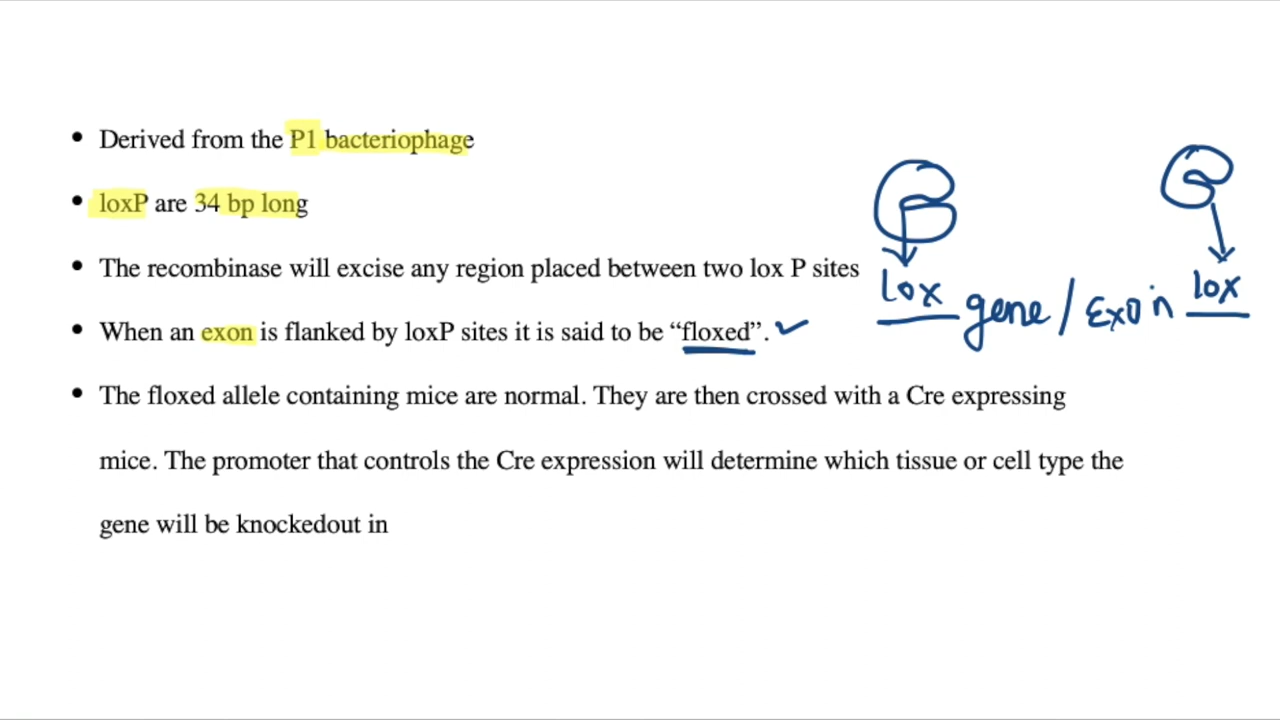 • Derived from the P1 bacteriophage
• loxP are 34 bp long
• The recombinase will excise any region placed between two lox P sites
• When an exon is flanked by loxP sites it is said to be “floxed”.
• The floxed allele containing mice are normal. They are then crossed with a Cre expressing
mice. The promoter that controls the Cre expression will determine which tissue or cell type the
gene will be knockedout in
lox gene / Exon lox